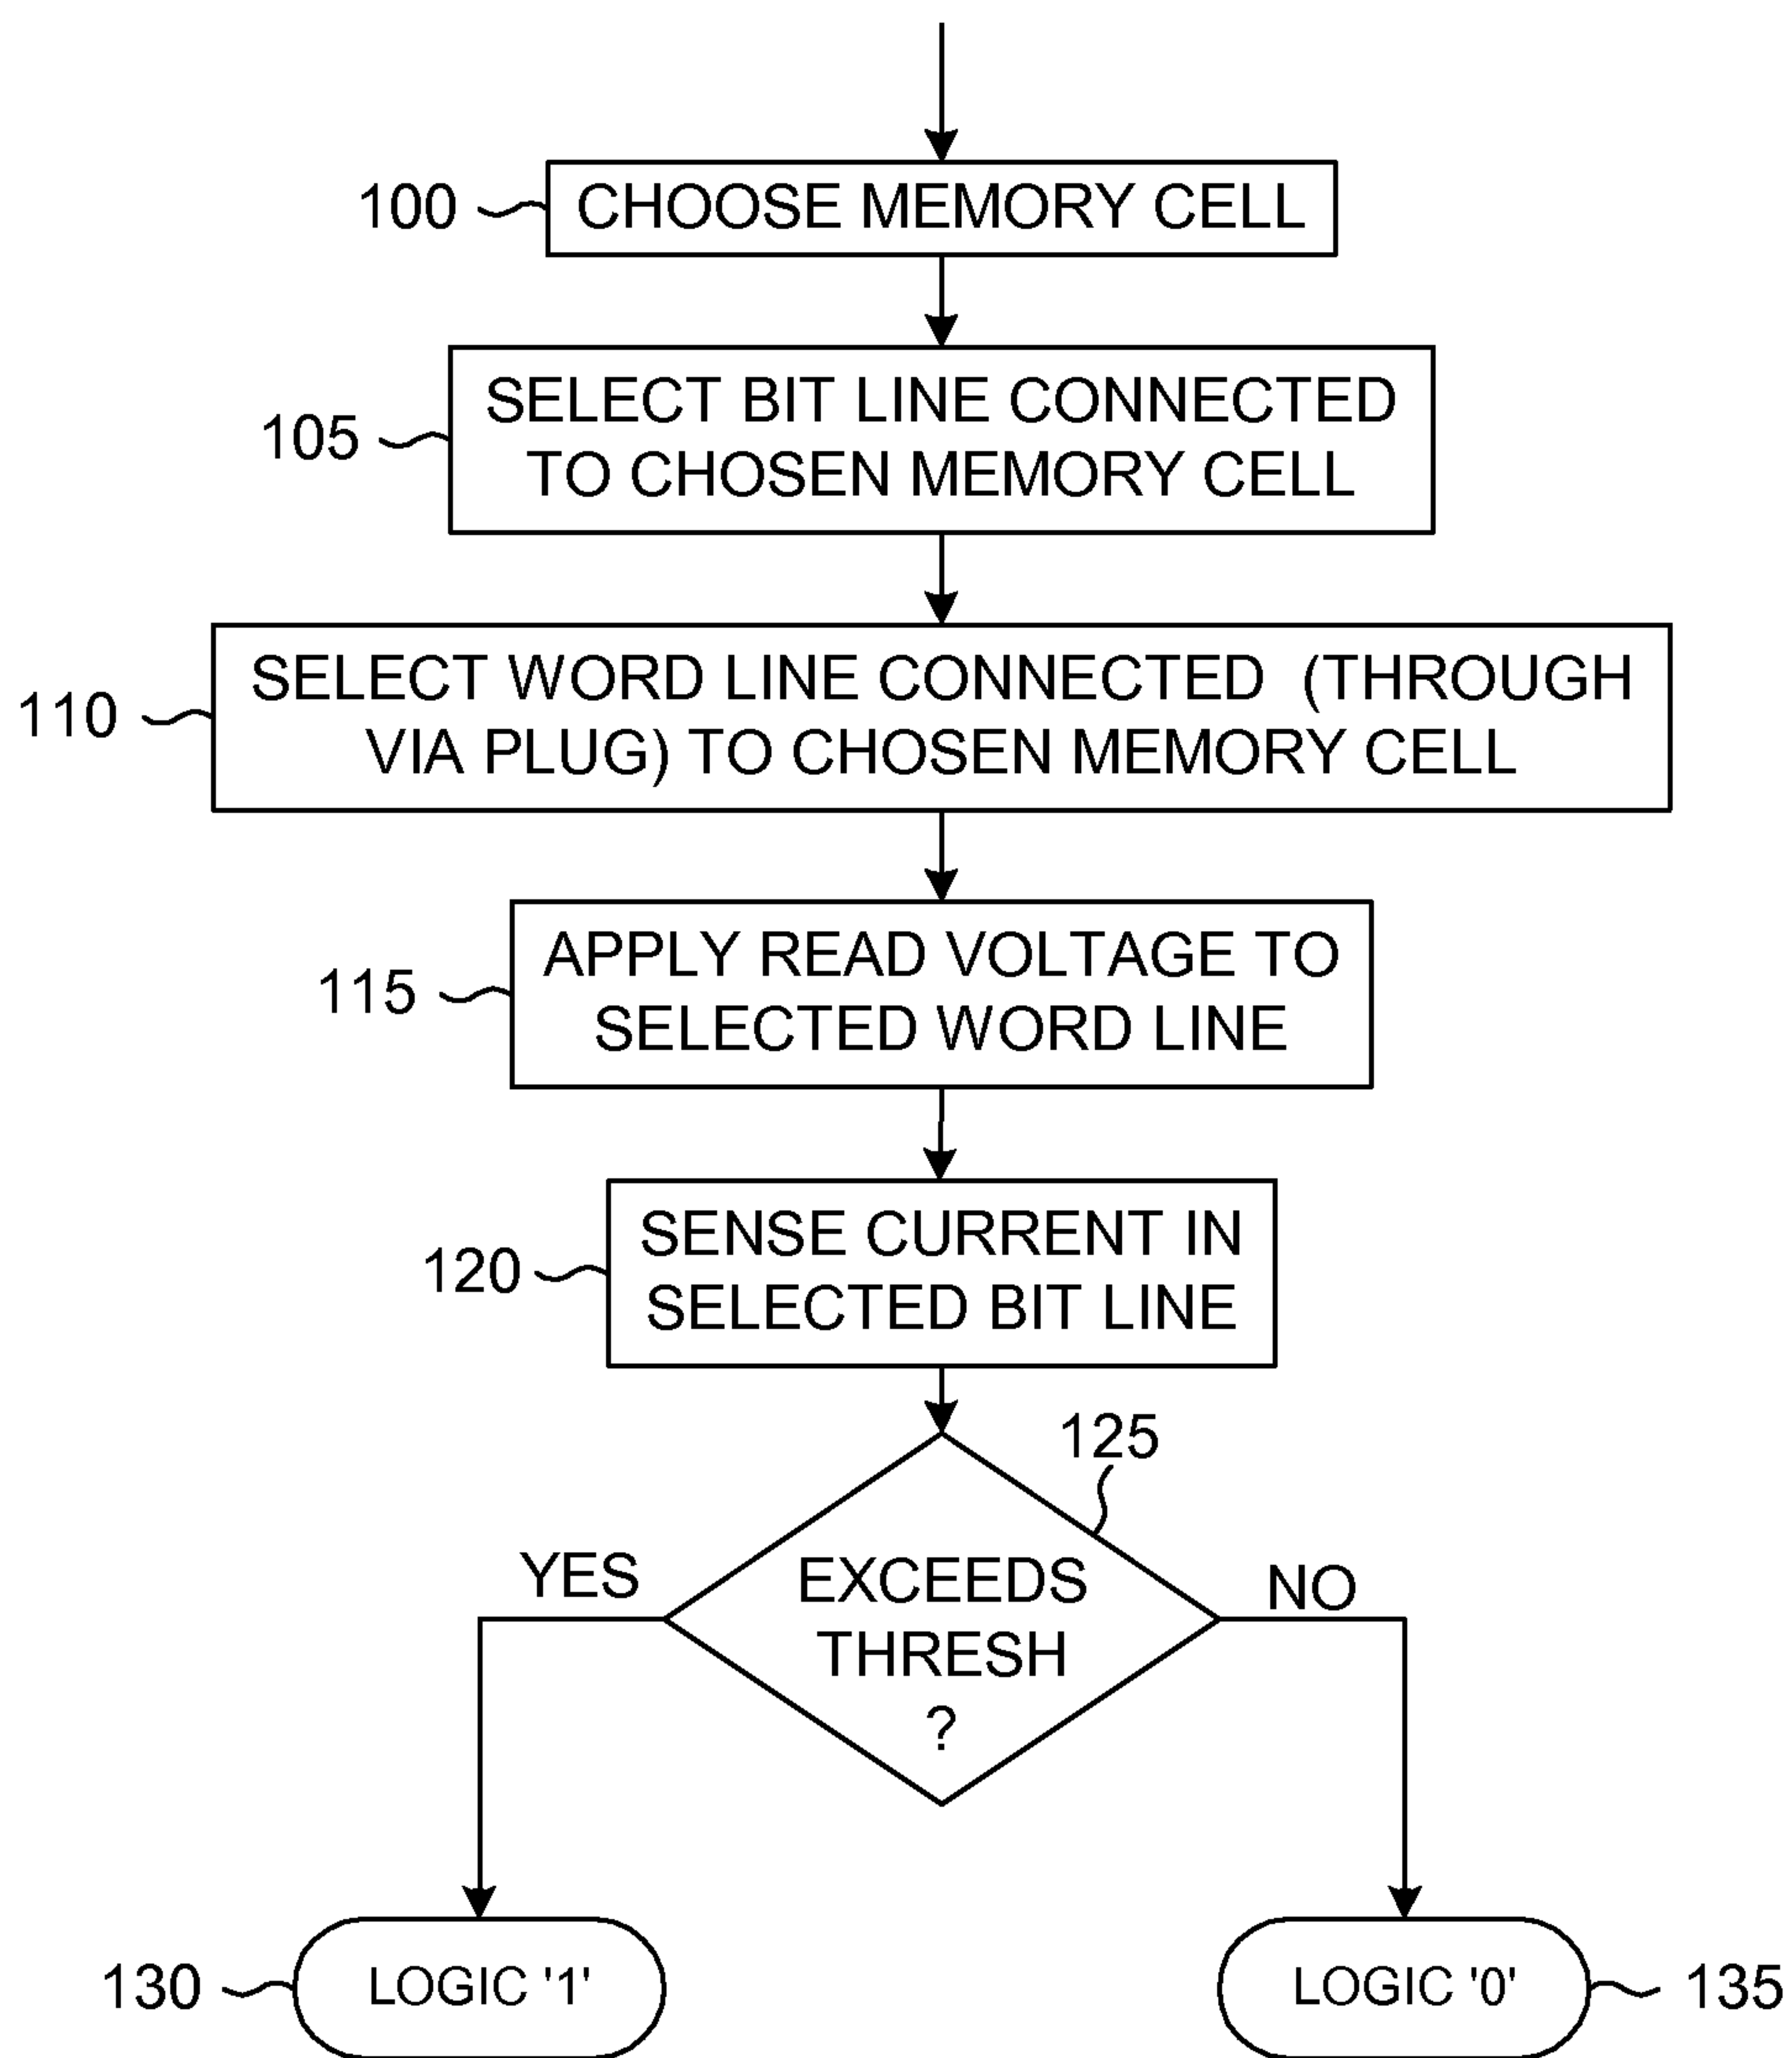 100
CHOOSE MEMORY CELL
105
SELECT BIT LINE CONNECTED
TO CHOSEN MEMORY CELL
110
SELECT WORD LINE CONNECTED (THROUGH
VIA PLUG) TO CHOSEN MEMORY CELL
115
APPLY READ VOLTAGE TO
SELECTED WORD LINE
120
SENSE CURRENT IN
SELECTED BIT LINE
125
YES
EXCEEDS
THRESH
?
NO
130
LOGIC '1'
LOGIC '0'
135